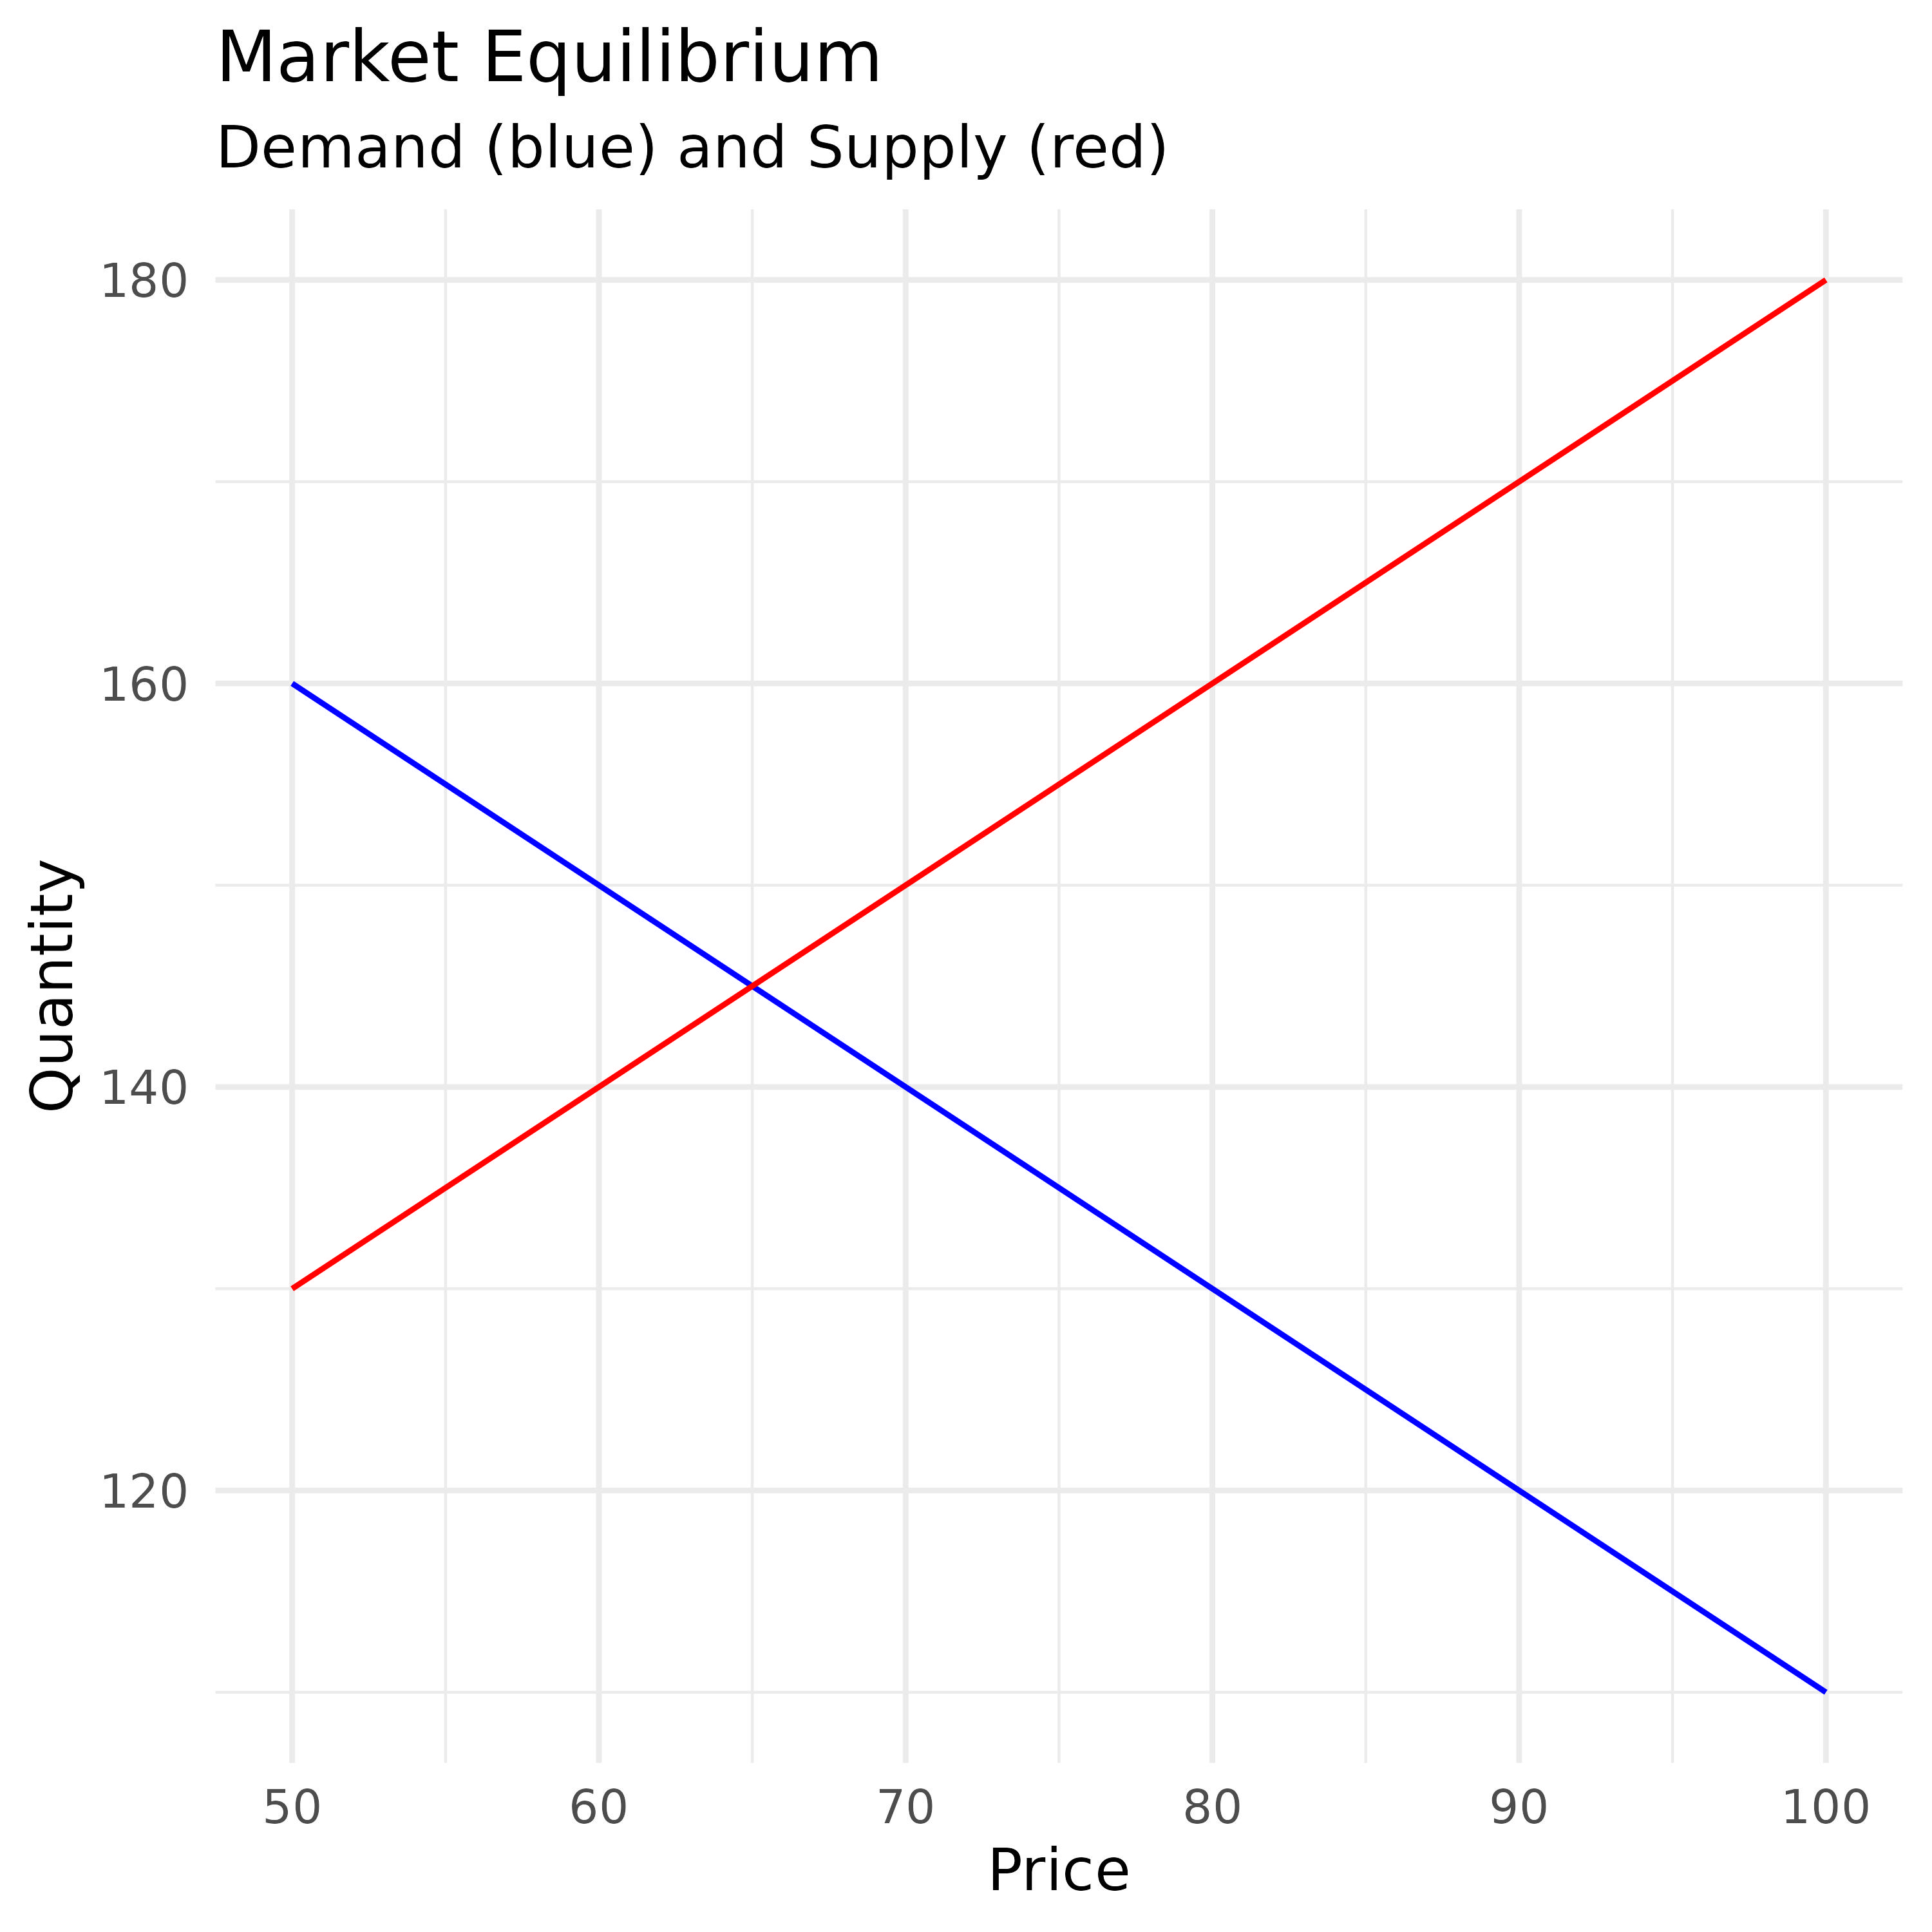 Market Equilibrium
Demand (blue) and Supply (red)
Quantity
180
160
140
120
50 60 70 80 90 100
Price